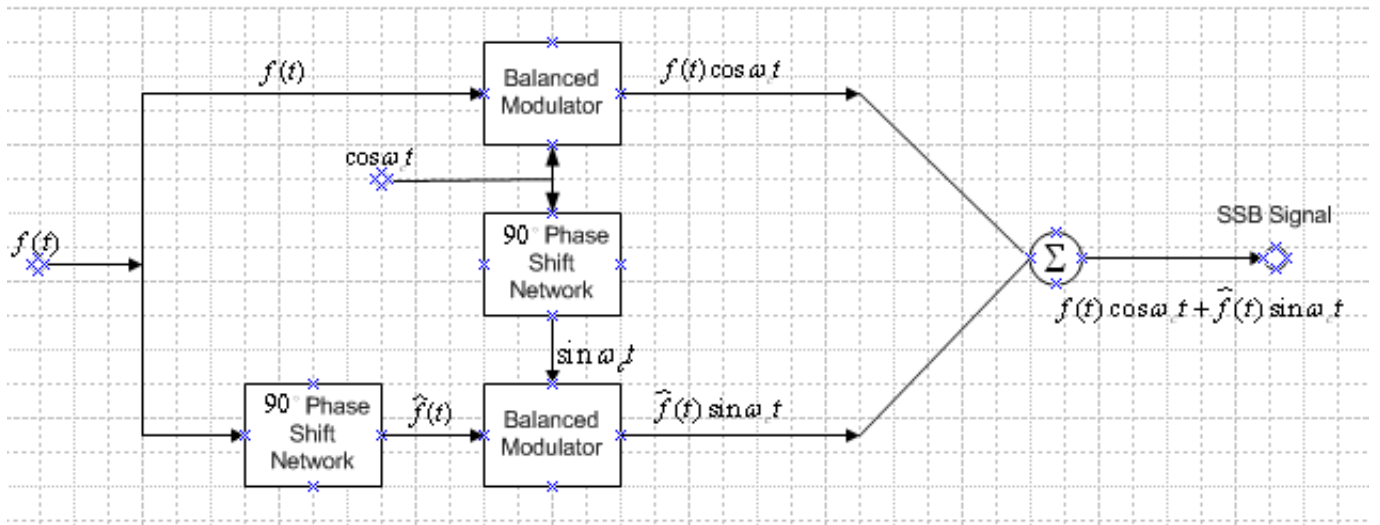 f(t)
Balanced
Modulator
f(t) cos ω_c t
cos ω_c t
f(t)
90° Phase
Shift
Network
SSB Signal
Σ
f(t) cos ω_c t + f̂(t) sin ω_c t
sin ω_c t
90° Phase
Shift
Network
f̂(t)
Balanced
Modulator
f̂(t) sin ω_c t